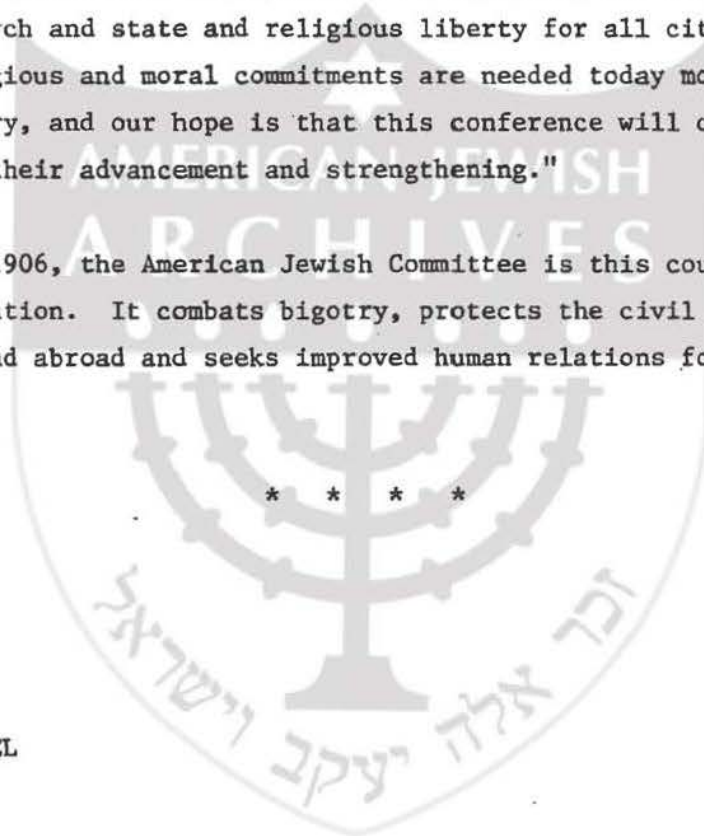 rch and state and religious liberty for all cit
gious and moral commitments are needed today mo
ry, and our hope is that this conference will c
their advancement and strengthening."
AMERICAN JEWISH
ARCHIVES
906, the American Jewish Committee is this cou
tion. It combats bigotry, protects the civil
d abroad and seeks improved human relations fo
* * * *
זכר אלה יעקב וישראל
EL